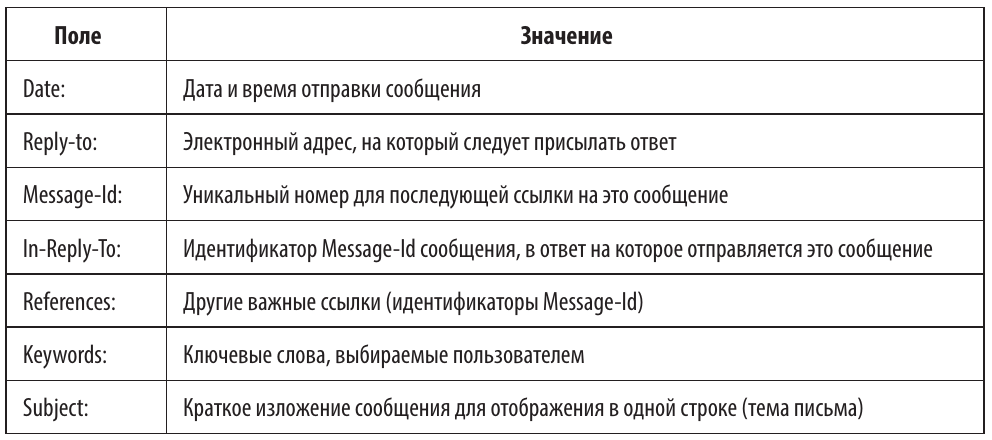 Поле Значение
Date: Дата и время отправки сообщения
Reply-to: Электронный адрес, на который следует присылать ответ
Message-Id: Уникальный номер для последующей ссылки на это сообщение
In-Reply-To: Идентификатор Message-Id сообщения, в ответ на которое отправляется это сообщение
References: Другие важные ссылки (идентификаторы Message-Id)
Keywords: Ключевые слова, выбираемые пользователем
Subject: Краткое изложение сообщения для отображения в одной строке (тема письма)